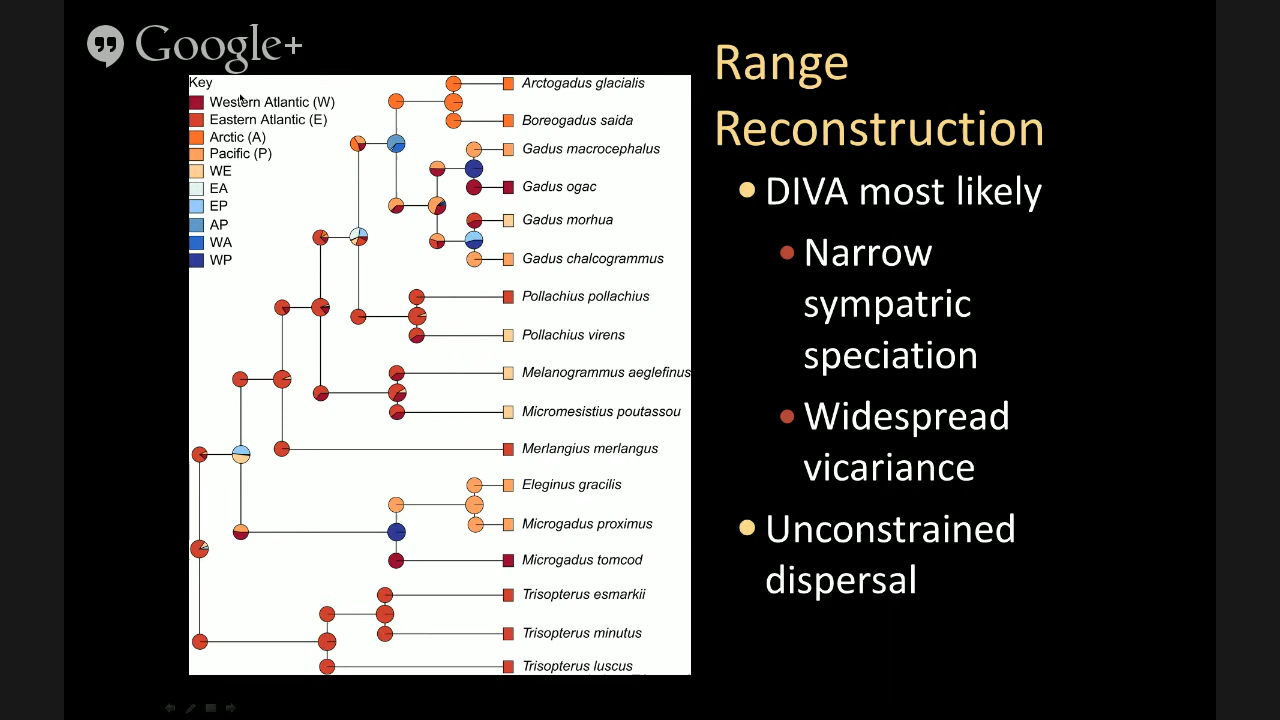 Google+
Range
Reconstruction
DIVA most likely
Narrow
sympatric
speciation
Widespread
vicariance
Unconstrained
dispersal
Key
Western Atlantic (W)
Eastern Atlantic (E)
Arctic (A)
Pacific (P)
WE
EA
EP
AP
WA
WP
Arctogadus glacialis
Boreogadus saida
Gadus macrocephalus
Gadus ogac
Gadus morhua
Gadus chalcogrammus
Pollachius pollachius
Pollachius virens
Melanogrammus aeglefinus
Micromesistius poutassou
Merlangius merlangus
Eleginus gracilis
Microgadus proximus
Microgadus tomcod
Trisopterus esmarkii
Trisopterus minutus
Trisopterus luscus